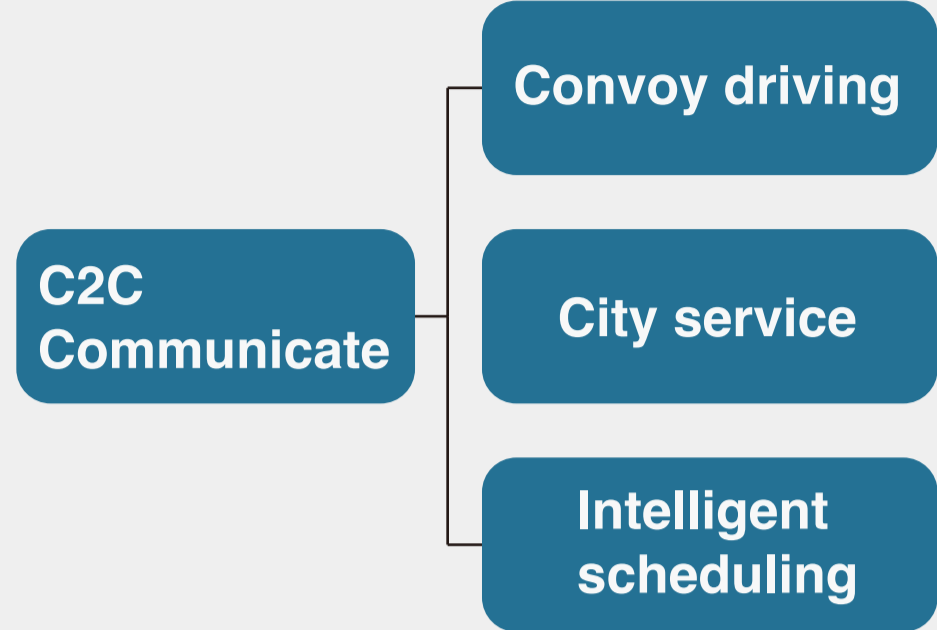 Convoy driving
C2C
Communicate
City service
Intelligent
scheduling